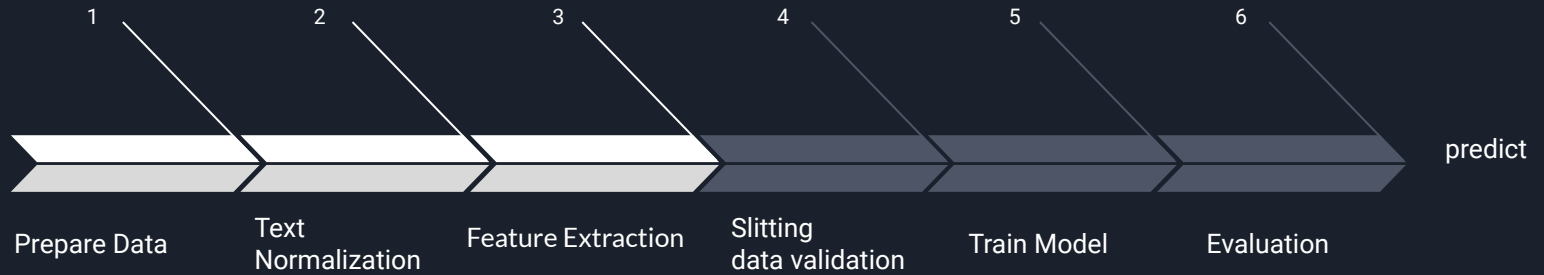 1
2
3
4
5
6
predict
Prepare Data
Text
Normalization
Feature Extraction
Slitting
data validation
Train Model
Evaluation